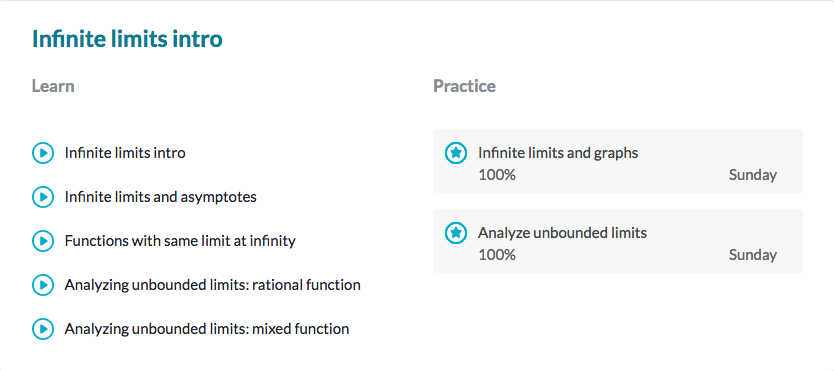 Infinite limits intro
Learn
Infinite limits intro
Infinite limits and asymptotes
Functions with same limit at infinity
Analyzing unbounded limits: rational function
Analyzing unbounded limits: mixed function
Practice
Infinite limits and graphs
100% Sunday
Analyze unbounded limits
100% Sunday